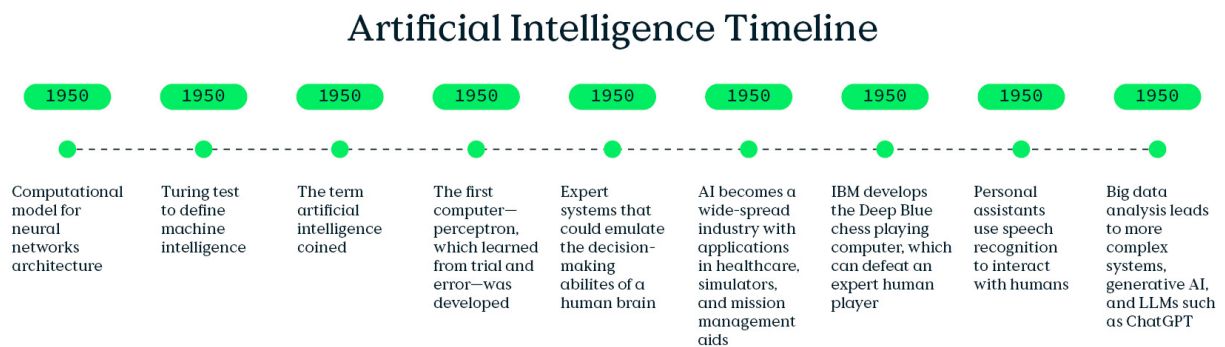 Artificial Intelligence Timeline
1950
1950
1950
1950
1950
1950
1950
1950
1950
Computational
model for
neural
networks
architecture
Turing test
to define
machine
intelligence
The term
artificial
intelligence
coined
The first
computer—
perceptron,
which learned
from trial and
error—was
developed
Expert
systems that
could emulate
the decision-
making
abilites of a
human brain
AI becomes a
wide-spread
industry with
applications
in healthcare,
simulators,
and mission
management
aids
IBM develops
the Deep Blue
chess playing
computer, which
can defeat an
expert human
player
Personal
assistants
use speech
recognition
to interact
with humans
Big data
analysis leads
to more
complex
systems,
generative AI,
and LLMs such
as ChatGPT